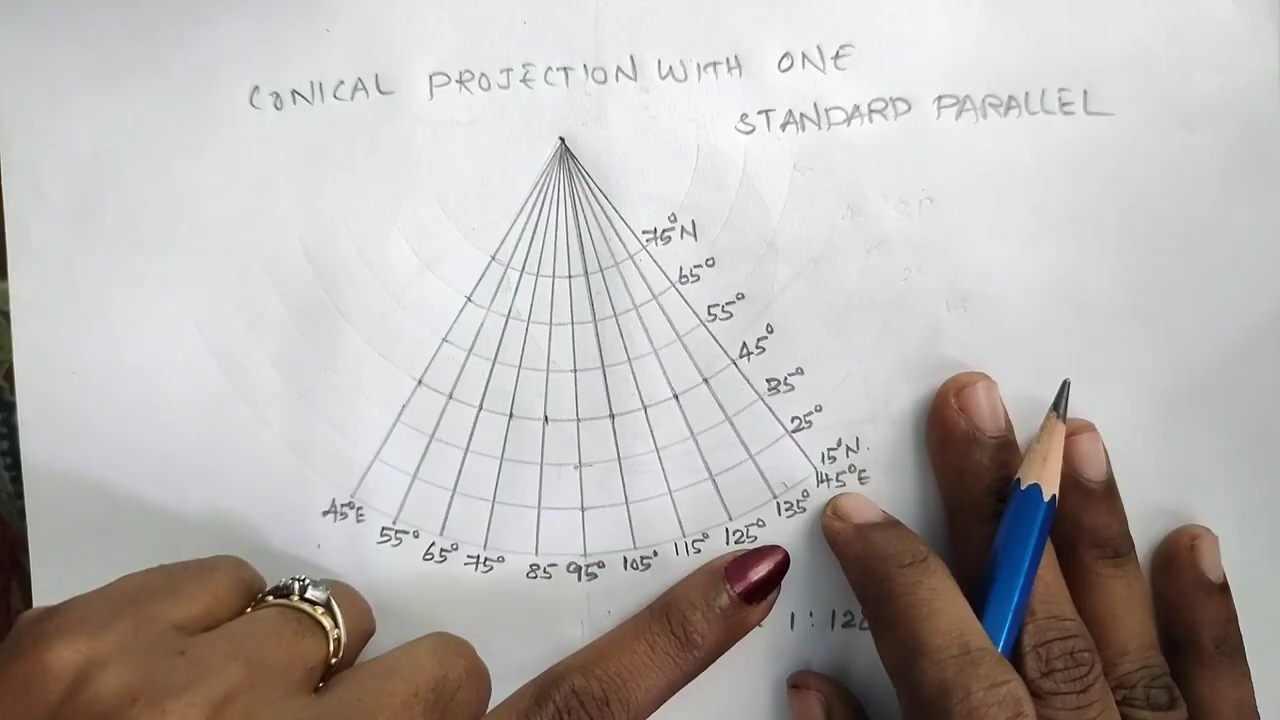 CONICAL PROJECTION WITH ONE
STANDARD PARALLEL
75°N
65°
55°
45°
35°
25°
15°N.
145°E
135°
125°
115°
105°
95°
85
75°
65°
55°
45°E
1:12